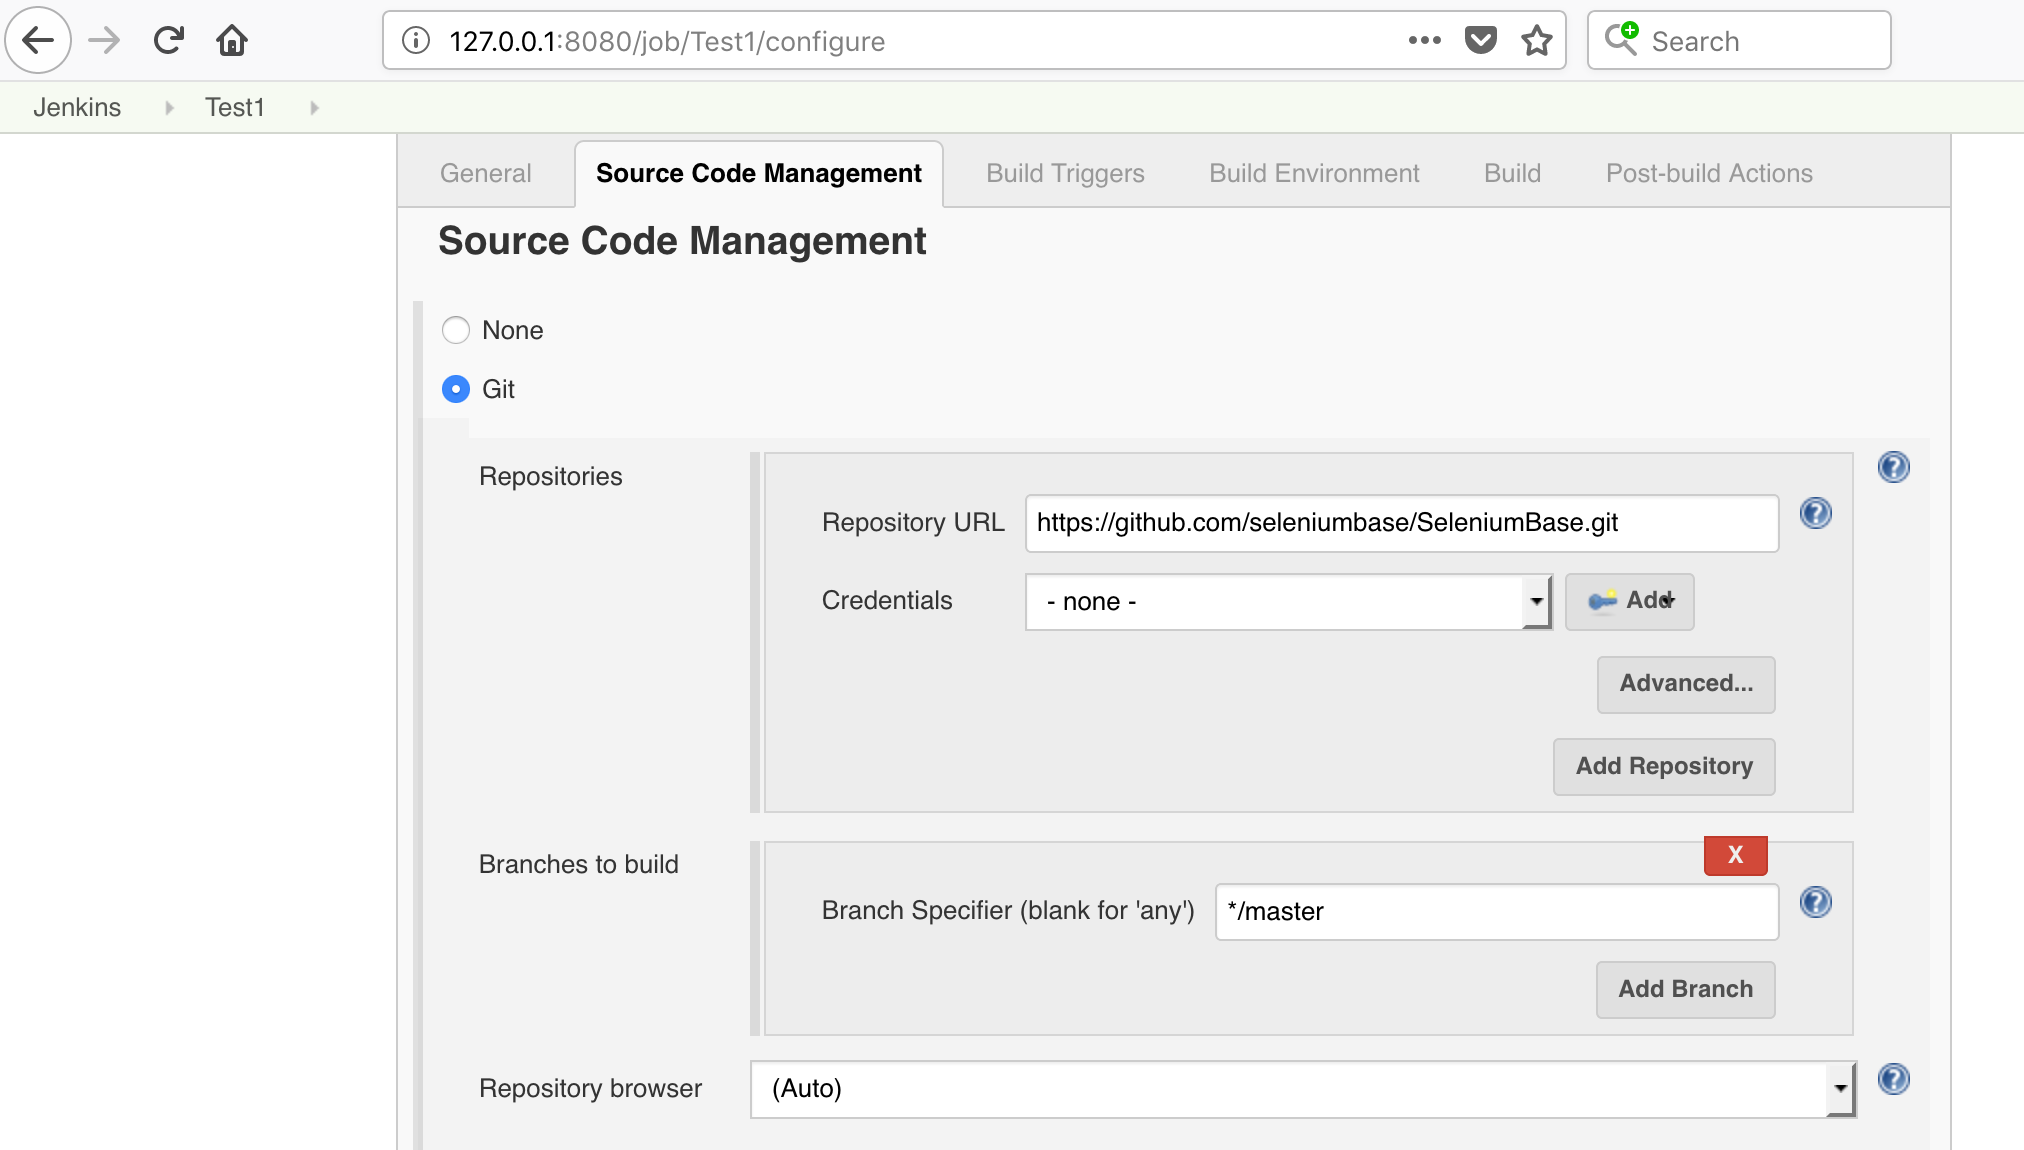 127.0.0.1:8080/job/Test1/configure
Search
Jenkins Test1
General Source Code Management Build Triggers Build Environment Build Post-build Actions
Source Code Management
None
Git
Repositories
Repository URL https://github.com/seleniumbase/SeleniumBase.git
Credentials - none - Add
Advanced...
Add Repository
Branches to build
X
Branch Specifier (blank for 'any') */master
Add Branch
Repository browser (Auto)